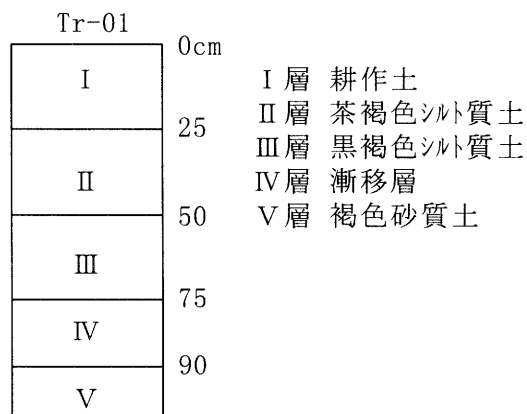 Tr-01
0cm
Ⅰ
25
Ⅱ
50
Ⅲ
75
Ⅳ
90
Ⅴ
Ⅰ層 耕作土
Ⅱ層 茶褐色シルト質土
Ⅲ層 黒褐色シルト質土
Ⅳ層 漸移層
Ⅴ層 褐色砂質土